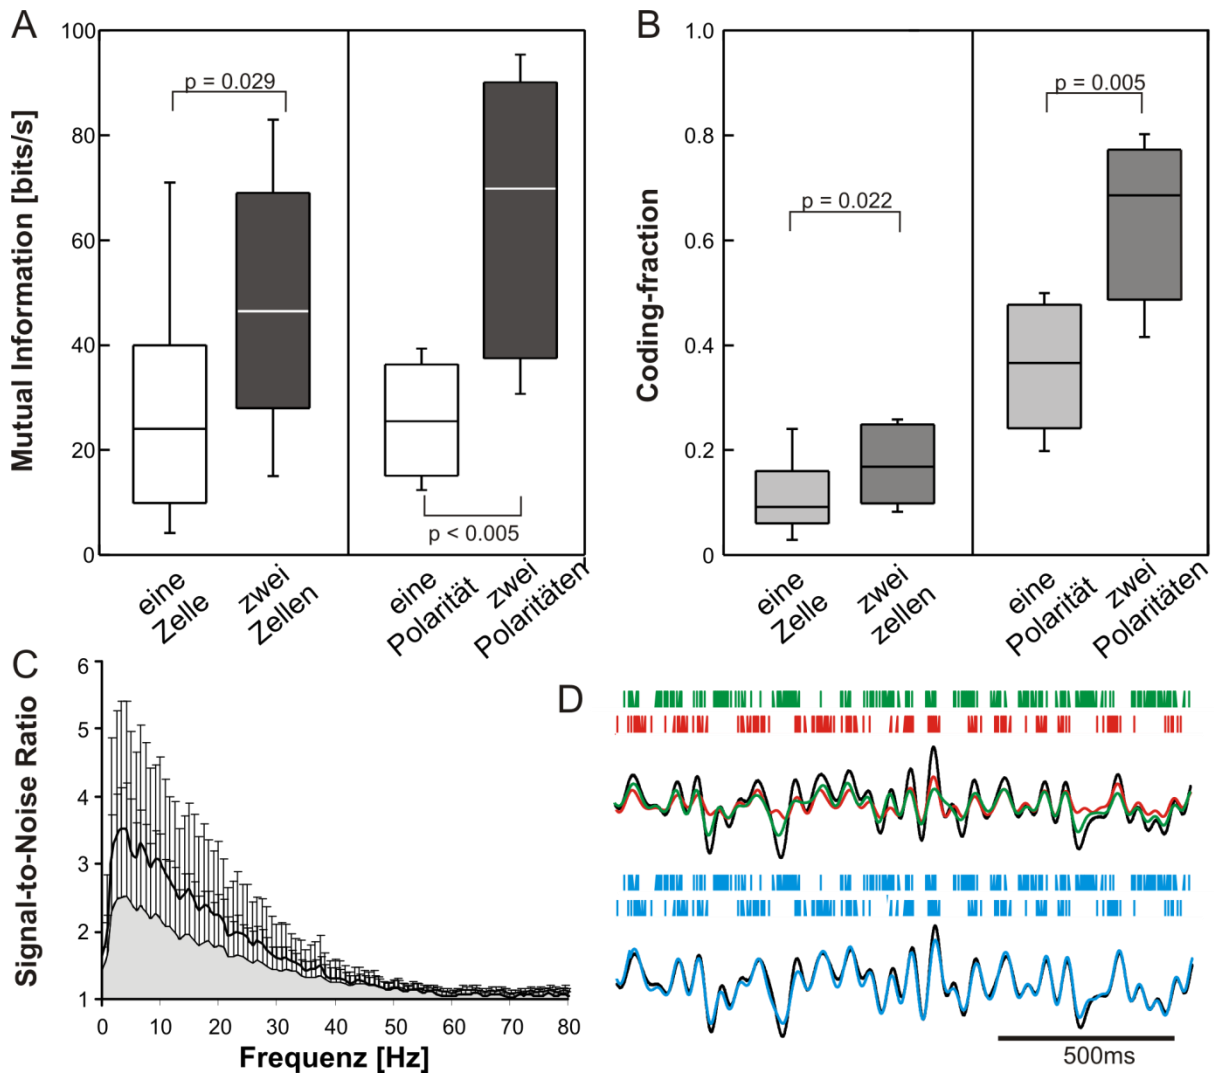 A
Mutual Information [bits/s]
100
80
60
40
20
0
p = 0.029
p < 0.005
eine
Zelle
zwei
Zellen
eine
Polarität
zwei
Polaritäten
B
Coding-fraction
1.0
0.8
0.6
0.4
0.2
0
p = 0.022
p = 0.005
eine
Zelle
zwei
zellen
eine
Polarität
zwei
Polaritäten
C
Signal-to-Noise Ratio
6
5
4
3
2
1
0 10 20 30 40 50 60 70 80
Frequenz [Hz]
D
500ms